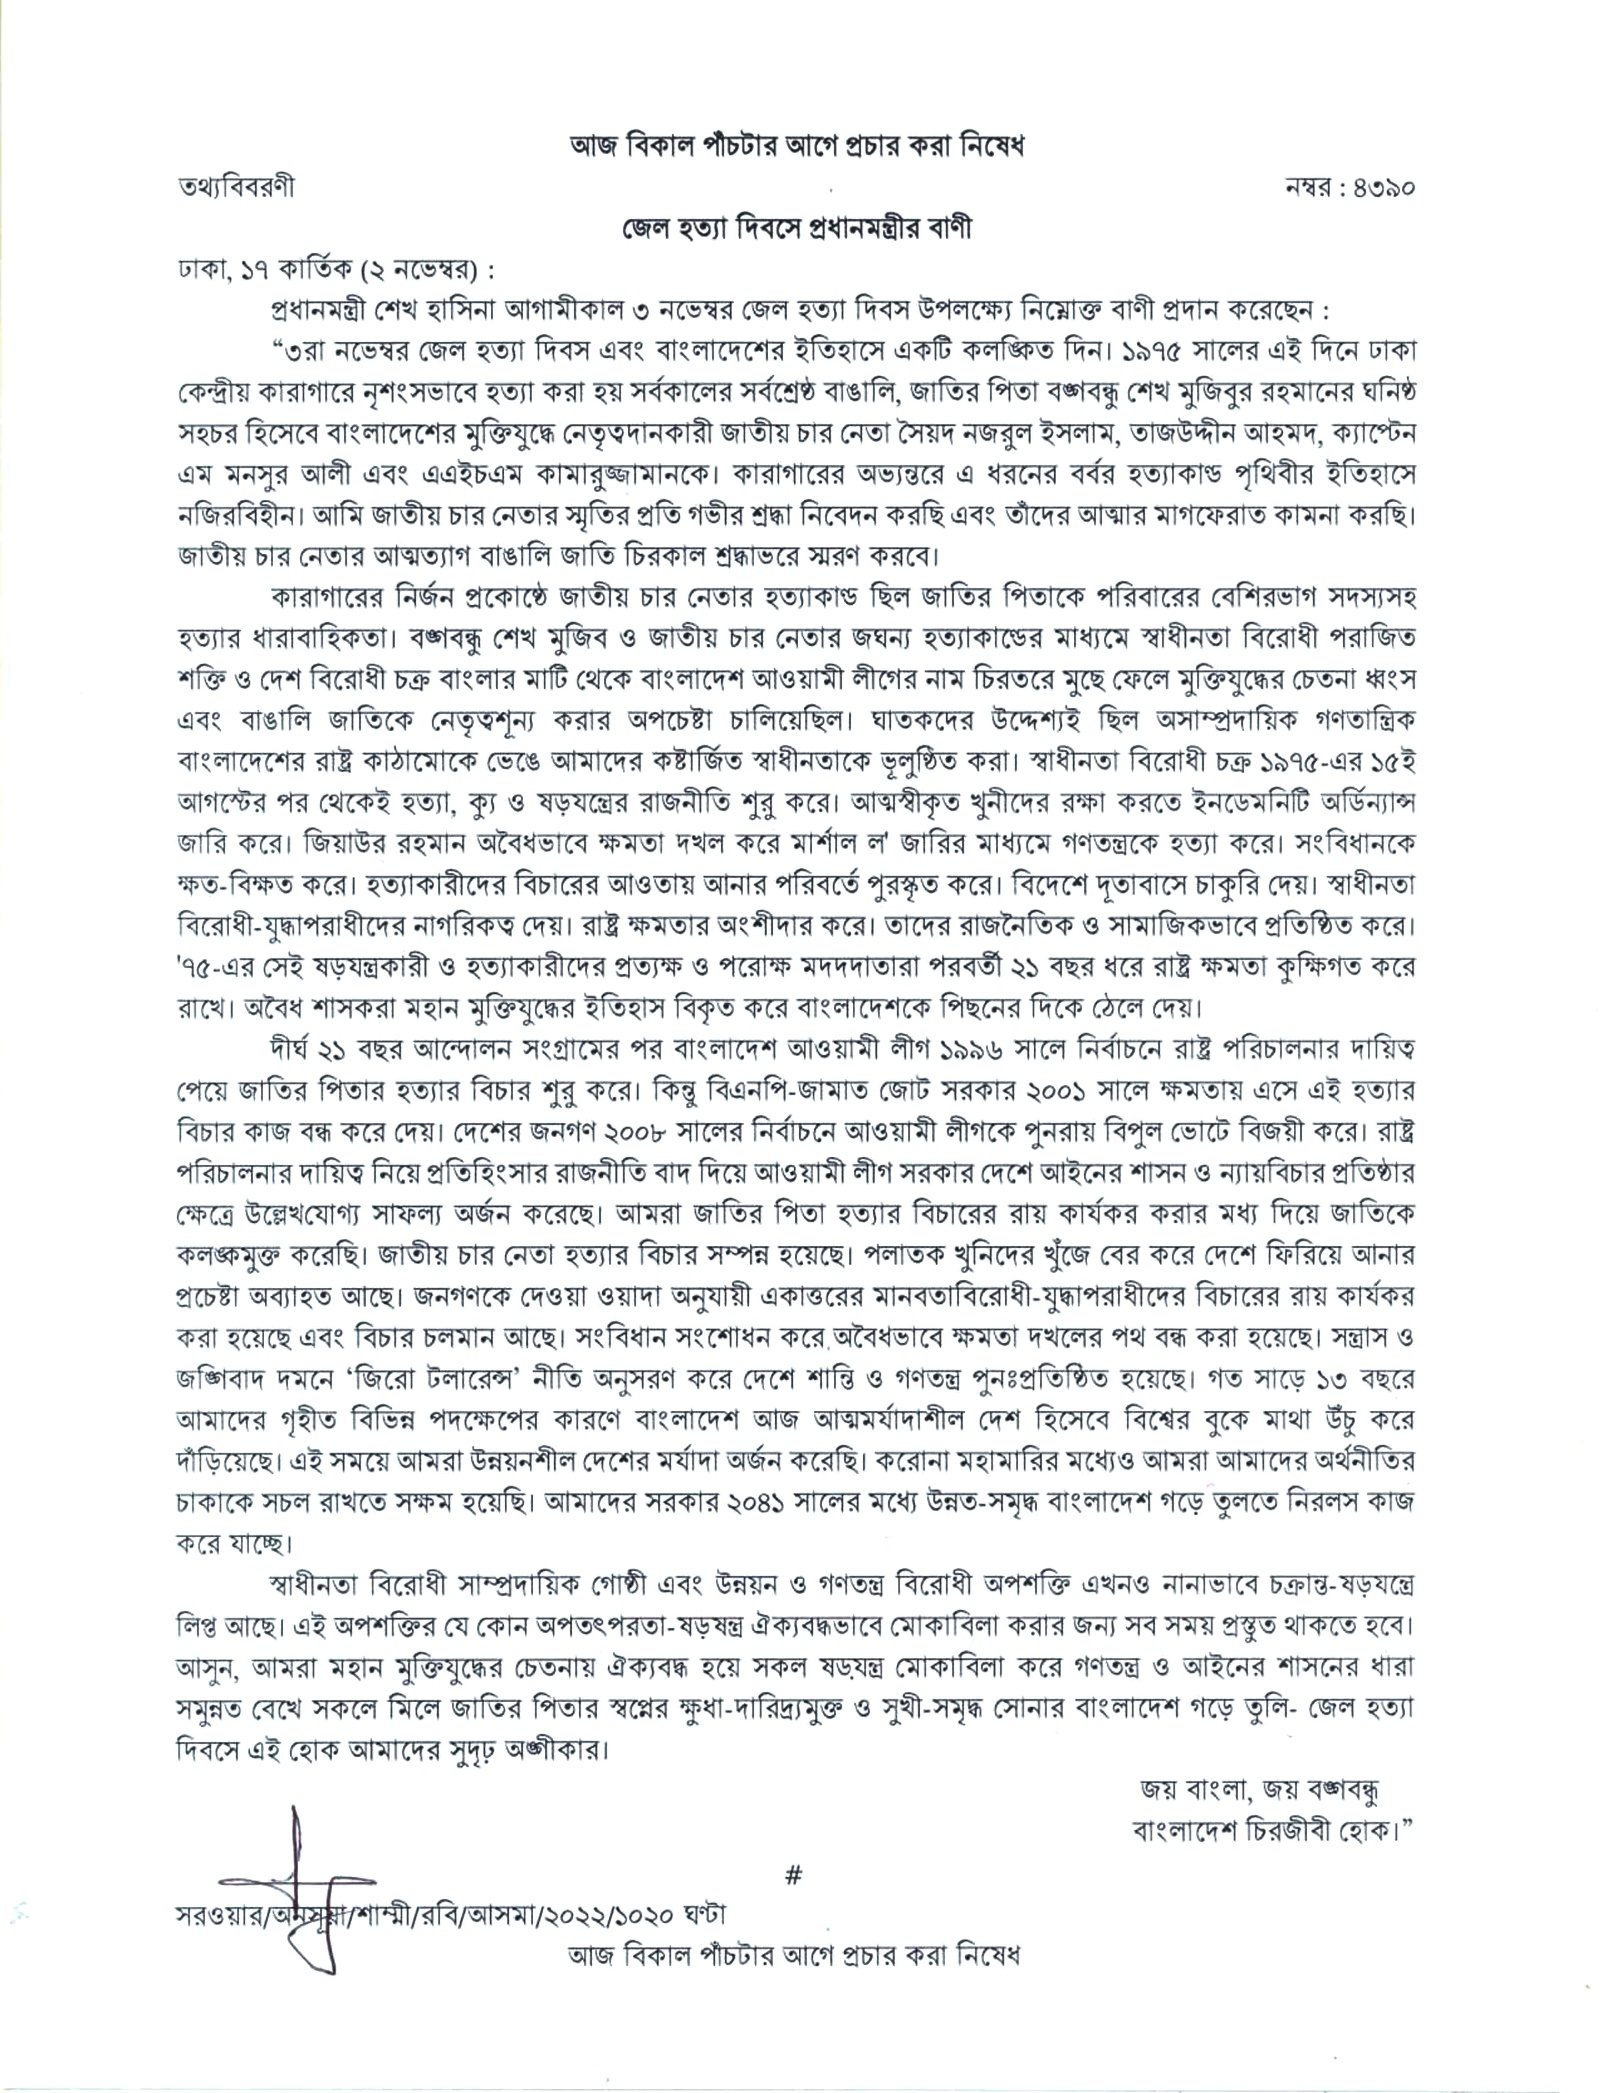 আজ বিকাল পাঁচটার আগে প্রচার করা নিষেধ
তথ্যবিবরণী নম্বর : ৪৩৯০
জেল হত্যা দিবসে প্রধানমন্ত্রীর বাণী
ঢাকা, ১৭ কার্তিক (২ নভেম্বর) :
প্রধানমন্ত্রী শেখ হাসিনা আগামীকাল ৩ নভেম্বর জেল হত্যা দিবস উপলক্ষ্যে নিম্নোক্ত বাণী প্রদান করেছেন :
“৩রা নভেম্বর জেল হত্যা দিবস এবং বাংলাদেশের ইতিহাসে একটি কলঙ্কিত দিন। ১৯৭৫ সালের এই দিনে ঢাকা
কেন্দ্রীয় কারাগারে নৃশংসভাবে হত্যা করা হয় সর্বকালের সর্বশ্রেষ্ঠ বাঙালি, জাতির পিতা বঙ্গবন্ধু শেখ মুজিবুর রহমানের ঘনিষ্ঠ
সহচর হিসেবে বাংলাদেশের মুক্তিযুদ্ধে নেতৃত্বদানকারী জাতীয় চার নেতা সৈয়দ নজরুল ইসলাম, তাজউদ্দীন আহমদ, ক্যাপ্টেন
এম মনসুর আলী এবং এএইচএম কামারুজ্জামানকে। কারাগারের অভ্যন্তরে এ ধরনের বর্বর হত্যাকাণ্ড পৃথিবীর ইতিহাসে
নজিরবিহীন। আমি জাতীয় চার নেতার স্মৃতির প্রতি গভীর শ্রদ্ধা নিবেদন করছি এবং তাঁদের আত্মার মাগফেরাত কামনা করছি।
জাতীয় চার নেতার আত্মত্যাগ বাঙালি জাতি চিরকাল শ্রদ্ধাভরে স্মরণ করবে।
কারাগারের নির্জন প্রকোষ্ঠে জাতীয় চার নেতার হত্যাকাণ্ড ছিল জাতির পিতাকে পরিবারের বেশিরভাগ সদস্যসহ
হত্যার ধারাবাহিকতা। বঙ্গবন্ধু শেখ মুজিব ও জাতীয় চার নেতার জঘন্য হত্যাকাণ্ডের মাধ্যমে স্বাধীনতা বিরোধী পরাজিত
শক্তি ও দেশ বিরোধী চক্র বাংলার মাটি থেকে বাংলাদেশ আওয়ামী লীগের নাম চিরতরে মুছে ফেলে মুক্তিযুদ্ধের চেতনা ধ্বংস
এবং বাঙালি জাতিকে নেতৃত্বশূন্য করার অপচেষ্টা চালিয়েছিল। ঘাতকদের উদ্দেশ্যই ছিল অসাম্প্রদায়িক গণতান্ত্রিক
বাংলাদেশের রাষ্ট্র কাঠামোকে ভেঙে আমাদের কষ্টার্জিত স্বাধীনতাকে ভূলুণ্ঠিত করা। স্বাধীনতা বিরোধী চক্র ১৯৭৫-এর ১৫ই
আগস্টের পর থেকেই হত্যা, ক্যু ও ষড়যন্ত্রের রাজনীতি শুরু করে। আত্মস্বীকৃত খুনীদের রক্ষা করতে ইনডেমনিটি অর্ডিন্যান্স
জারি করে। জিয়াউর রহমান অবৈধভাবে ক্ষমতা দখল করে মার্শাল ল' জারির মাধ্যমে গণতন্ত্রকে হত্যা করে। সংবিধানকে
ক্ষত-বিক্ষত করে। হত্যাকারীদের বিচারের আওতায় আনার পরিবর্তে পুরস্কৃত করে। বিদেশে দূতাবাসে চাকুরি দেয়। স্বাধীনতা
বিরোধী-যুদ্ধাপরাধীদের নাগরিকত্ব দেয়। রাষ্ট্র ক্ষমতার অংশীদার করে। তাদের রাজনৈতিক ও সামাজিকভাবে প্রতিষ্ঠিত করে।
'৭৫-এর সেই ষড়যন্ত্রকারী ও হত্যাকারীদের প্রত্যক্ষ ও পরোক্ষ মদদদাতারা পরবর্তী ২১ বছর ধরে রাষ্ট্র ক্ষমতা কুক্ষিগত করে
রাখে। অবৈধ শাসকরা মহান মুক্তিযুদ্ধের ইতিহাস বিকৃত করে বাংলাদেশকে পিছনের দিকে ঠেলে দেয়।
দীর্ঘ ২১ বছর আন্দোলন সংগ্রামের পর বাংলাদেশ আওয়ামী লীগ ১৯৯৬ সালে নির্বাচনে রাষ্ট্র পরিচালনার দায়িত্ব
পেয়ে জাতির পিতার হত্যার বিচার শুরু করে। কিন্তু বিএনপি-জামাত জোট সরকার ২০০১ সালে ক্ষমতায় এসে এই হত্যার
বিচার কাজ বন্ধ করে দেয়। দেশের জনগণ ২০০৮ সালের নির্বাচনে আওয়ামী লীগকে পুনরায় বিপুল ভোটে বিজয়ী করে। রাষ্ট্র
পরিচালনার দায়িত্ব নিয়ে প্রতিহিংসার রাজনীতি বাদ দিয়ে আওয়ামী লীগ সরকার দেশে আইনের শাসন ও ন্যায়বিচার প্রতিষ্ঠার
ক্ষেত্রে উল্লেখযোগ্য সাফল্য অর্জন করেছে। আমরা জাতির পিতা হত্যার বিচারের রায় কার্যকর করার মধ্য দিয়ে জাতিকে
কলঙ্কমুক্ত করেছি। জাতীয় চার নেতা হত্যার বিচার সম্পন্ন হয়েছে। পলাতক খুনিদের খুঁজে বের করে দেশে ফিরিয়ে আনার
প্রচেষ্টা অব্যাহত আছে। জনগণকে দেওয়া ওয়াদা অনুযায়ী একাত্তরের মানবতাবিরোধী-যুদ্ধাপরাধীদের বিচারের রায় কার্যকর
করা হয়েছে এবং বিচার চলমান আছে। সংবিধান সংশোধন করে অবৈধভাবে ক্ষমতা দখলের পথ বন্ধ করা হয়েছে। সন্ত্রাস ও
জঙ্গিবাদ দমনে ‘জিরো টলারেন্স’ নীতি অনুসরণ করে দেশে শান্তি ও গণতন্ত্র পুনঃপ্রতিষ্ঠিত হয়েছে। গত সাড়ে ১৩ বছরে
আমাদের গৃহীত বিভিন্ন পদক্ষেপের কারণে বাংলাদেশ আজ আত্মমর্যাদাশীল দেশ হিসেবে বিশ্বের বুকে মাথা উঁচু করে
দাঁড়িয়েছে। এই সময়ে আমরা উন্নয়নশীল দেশের মর্যাদা অর্জন করেছি। করোনা মহামারির মধ্যেও আমরা আমাদের অর্থনীতির
চাকাকে সচল রাখতে সক্ষম হয়েছি। আমাদের সরকার ২০৪১ সালের মধ্যে উন্নত-সমৃদ্ধ বাংলাদেশ গড়ে তুলতে নিরলস কাজ
করে যাচ্ছে।
স্বাধীনতা বিরোধী সাম্প্রদায়িক গোষ্ঠী এবং উন্নয়ন ও গণতন্ত্র বিরোধী অপশক্তি এখনও নানাভাবে চক্রান্ত-ষড়যন্ত্রে
লিপ্ত আছে। এই অপশক্তির যে কোন অপতৎপরতা-ষড়ষন্ত্র ঐক্যবদ্ধভাবে মোকাবিলা করার জন্য সব সময় প্রস্তুত থাকতে হবে।
আসুন, আমরা মহান মুক্তিযুদ্ধের চেতনায় ঐক্যবদ্ধ হয়ে সকল ষড়যন্ত্র মোকাবিলা করে গণতন্ত্র ও আইনের শাসনের ধারা
সমুন্নত বেখে সকলে মিলে জাতির পিতার স্বপ্নের ক্ষুধা-দারিদ্র্যমুক্ত ও সুখী-সমৃদ্ধ সোনার বাংলাদেশ গড়ে তুলি- জেল হত্যা
দিবসে এই হোক আমাদের সুদৃঢ় অঙ্গীকার।
জয় বাংলা, জয় বঙ্গবন্ধু
বাংলাদেশ চিরজীবী হোক।”
#
সরওয়ার/অনসূয়া/শাম্মী/রবি/আসমা/২০২২/১০২০ ঘণ্টা
আজ বিকাল পাঁচটার আগে প্রচার করা নিষেধ